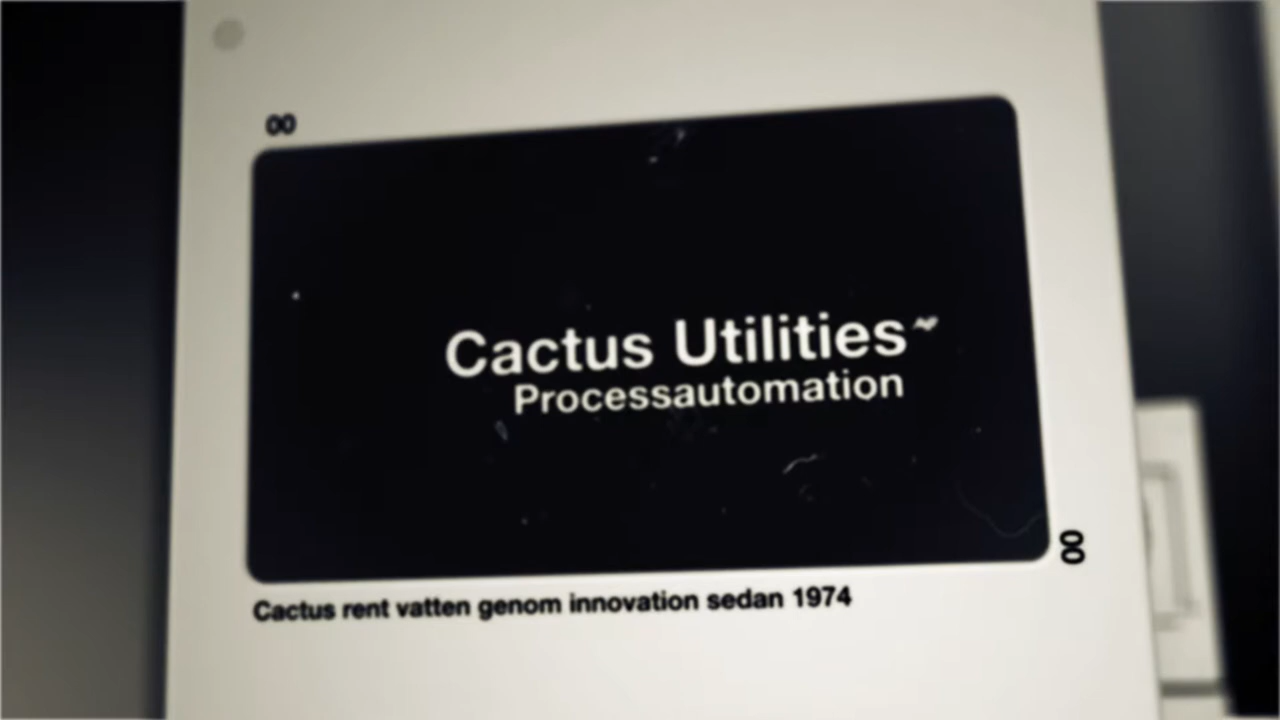 00
Cactus Utilities
Processautomation
00
Cactus rent vatten genom innovation sedan 1974